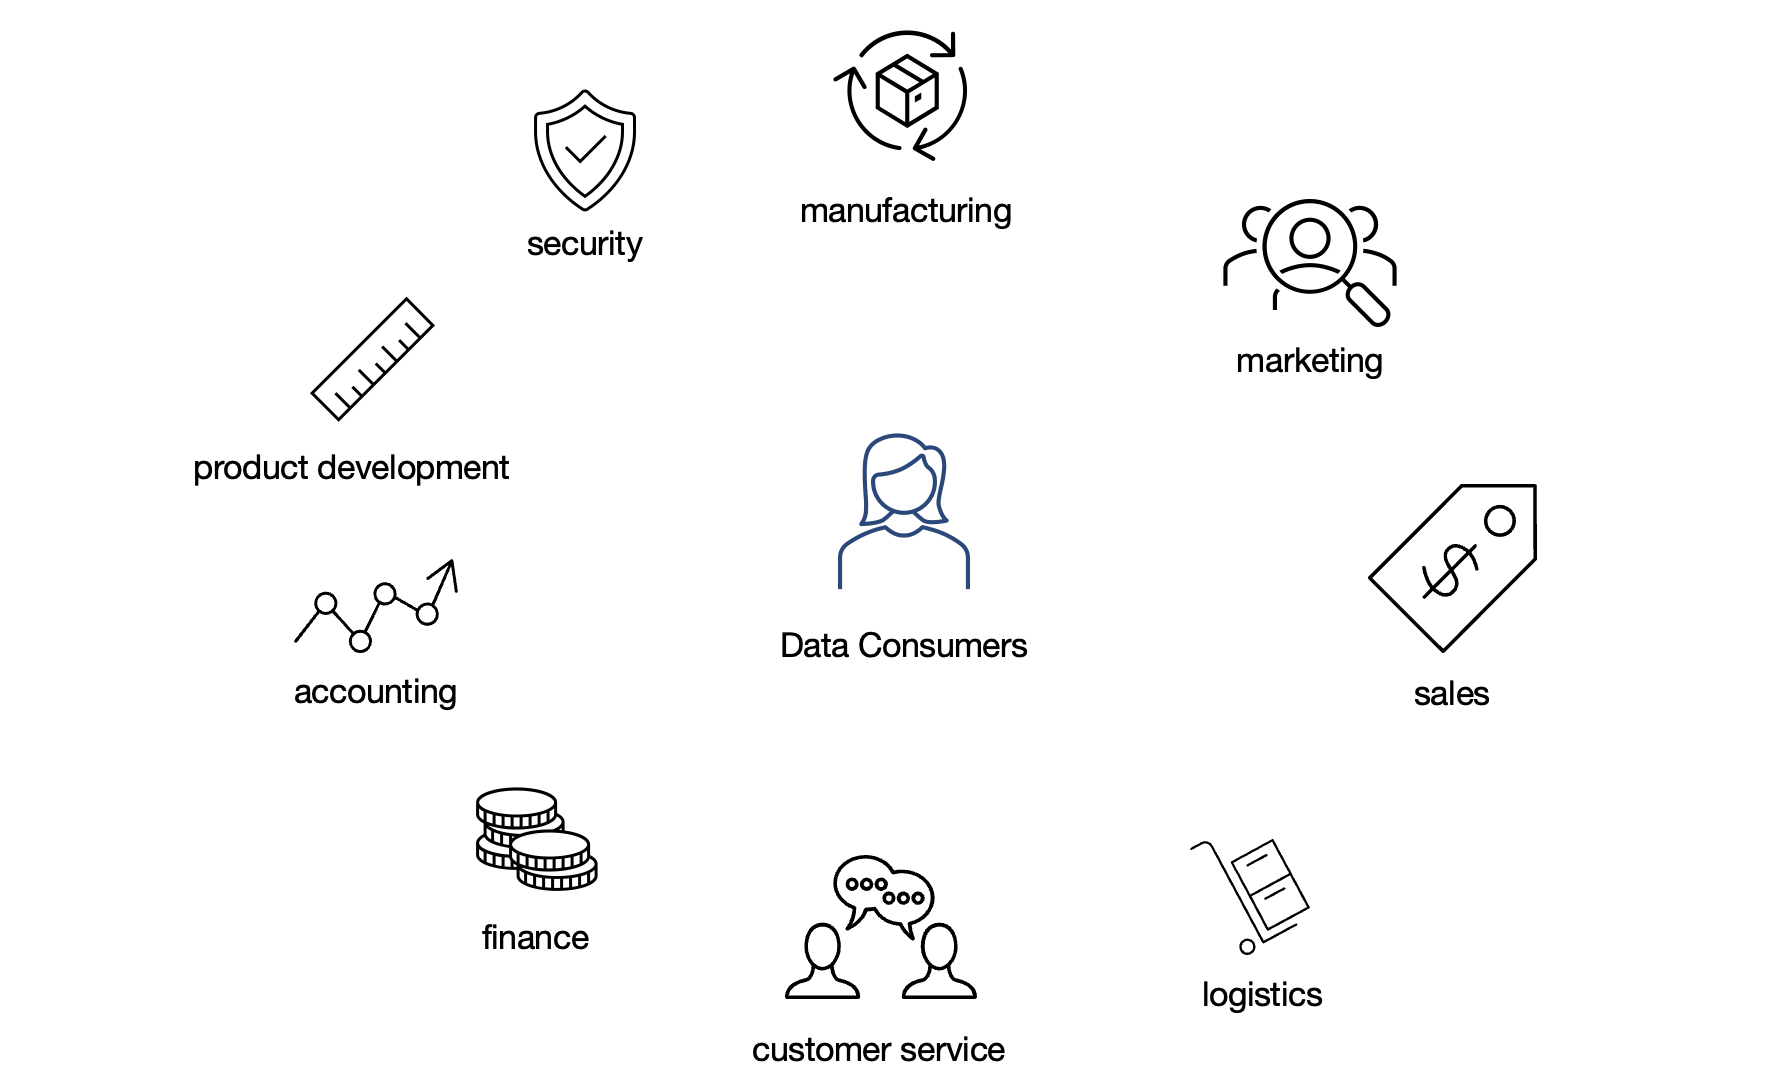 manufacturing
security
marketing
product development
Data Consumers
accounting
sales
finance
logistics
customer service